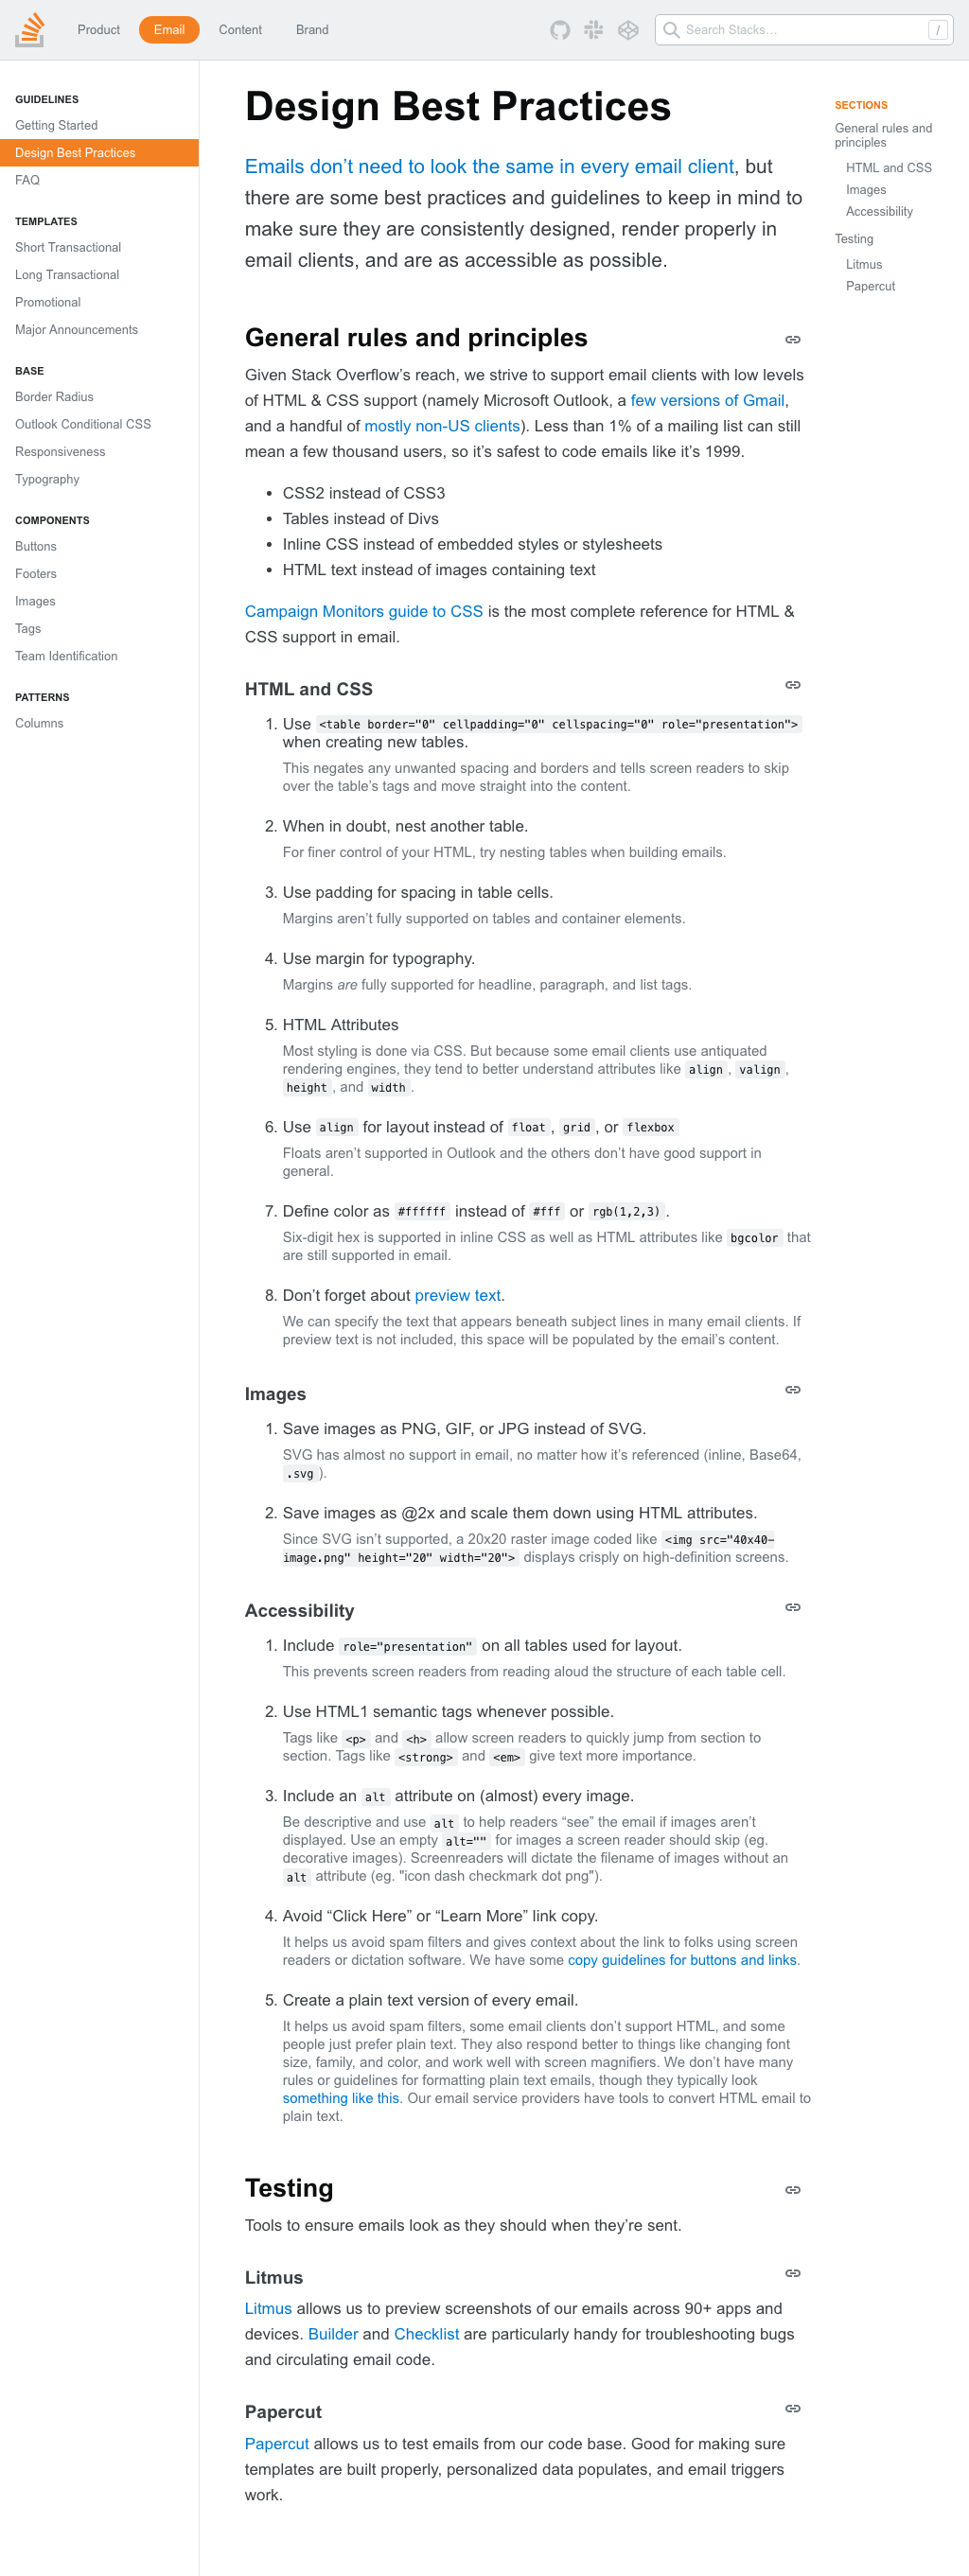 Product
Email
Content
Brand
Search Stacks…
/
GUIDELINES
Getting Started
Design Best Practices
FAQ
TEMPLATES
Short Transactional
Long Transactional
Promotional
Major Announcements
BASE
Border Radius
Outlook Conditional CSS
Responsiveness
Typography
COMPONENTS
Buttons
Footers
Images
Tags
Team Identification
PATTERNS
Columns
Design Best Practices
Emails don’t need to look the same in every email client, but
there are some best practices and guidelines to keep in mind to
make sure they are consistently designed, render properly in
email clients, and are as accessible as possible.
General rules and principles
Given Stack Overflow’s reach, we strive to support email clients with low levels
of HTML & CSS support (namely Microsoft Outlook, a few versions of Gmail,
and a handful of mostly non-US clients). Less than 1% of a mailing list can still
mean a few thousand users, so it’s safest to code emails like it’s 1999.
• CSS2 instead of CSS3
• Tables instead of Divs
• Inline CSS instead of embedded styles or stylesheets
• HTML text instead of images containing text
Campaign Monitors guide to CSS is the most complete reference for HTML &
CSS support in email.
HTML and CSS
1. Use <table border="0" cellpadding="0" cellspacing="0" role="presentation">
when creating new tables.
This negates any unwanted spacing and borders and tells screen readers to skip
over the table’s tags and move straight into the content.
2. When in doubt, nest another table.
For finer control of your HTML, try nesting tables when building emails.
3. Use padding for spacing in table cells.
Margins aren’t fully supported on tables and container elements.
4. Use margin for typography.
Margins are fully supported for headline, paragraph, and list tags.
5. HTML Attributes
Most styling is done via CSS. But because some email clients use antiquated
rendering engines, they tend to better understand attributes like align, valign,
height, and width.
6. Use align for layout instead of float, grid, or flexbox
Floats aren’t supported in Outlook and the others don’t have good support in
general.
7. Define color as #ffffff instead of #fff or rgb(1,2,3).
Six-digit hex is supported in inline CSS as well as HTML attributes like bgcolor that
are still supported in email.
8. Don’t forget about preview text.
We can specify the text that appears beneath subject lines in many email clients. If
preview text is not included, this space will be populated by the email’s content.
Images
1. Save images as PNG, GIF, or JPG instead of SVG.
SVG has almost no support in email, no matter how it’s referenced (inline, Base64,
.svg).
2. Save images as @2x and scale them down using HTML attributes.
Since SVG isn’t supported, a 20x20 raster image coded like <img src="40x40-
image.png" height="20" width="20"> displays crisply on high-definition screens.
Accessibility
1. Include role="presentation" on all tables used for layout.
This prevents screen readers from reading aloud the structure of each table cell.
2. Use HTML1 semantic tags whenever possible.
Tags like <p> and <h> allow screen readers to quickly jump from section to
section. Tags like <strong> and <em> give text more importance.
3. Include an alt attribute on (almost) every image.
Be descriptive and use alt to help readers “see” the email if images aren’t
displayed. Use an empty alt="" for images a screen reader should skip (eg.
decorative images). Screenreaders will dictate the filename of images without an
alt attribute (eg. "icon dash checkmark dot png").
4. Avoid “Click Here” or “Learn More” link copy.
It helps us avoid spam filters and gives context about the link to folks using screen
readers or dictation software. We have some copy guidelines for buttons and links.
5. Create a plain text version of every email.
It helps us avoid spam filters, some email clients don’t support HTML, and some
people just prefer plain text. They also respond better to things like changing font
size, family, and color, and work well with screen magnifiers. We don’t have many
rules or guidelines for formatting plain text emails, though they typically look
something like this. Our email service providers have tools to convert HTML email to
plain text.
Testing
Tools to ensure emails look as they should when they’re sent.
Litmus
Litmus allows us to preview screenshots of our emails across 90+ apps and
devices. Builder and Checklist are particularly handy for troubleshooting bugs
and circulating email code.
Papercut
Papercut allows us to test emails from our code base. Good for making sure
templates are built properly, personalized data populates, and email triggers
work.
SECTIONS
General rules and
principles
HTML and CSS
Images
Accessibility
Testing
Litmus
Papercut